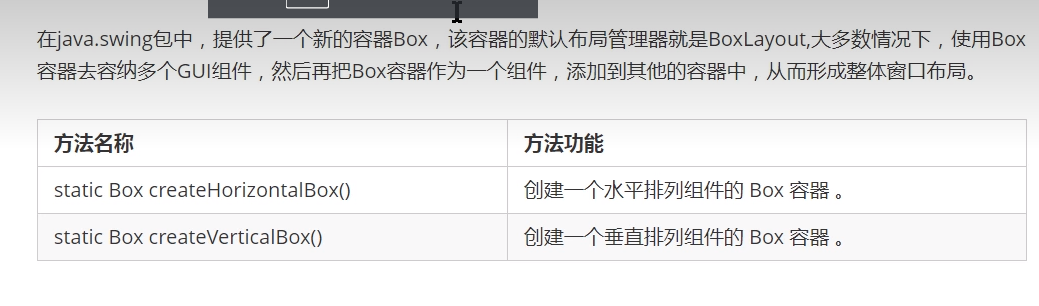 在java.swing包中，提供了一个新的容器Box，该容器的默认布局管理器就是BoxLayout,大多数情况下，使用Box
容器去容纳多个GUI组件，然后再把Box容器作为一个组件，添加到其他的容器中，从而形成整体窗口布局。
方法名称 方法功能
static Box createHorizontalBox() 创建一个水平排列组件的 Box 容器 。
static Box createVerticalBox() 创建一个垂直排列组件的 Box 容器 。